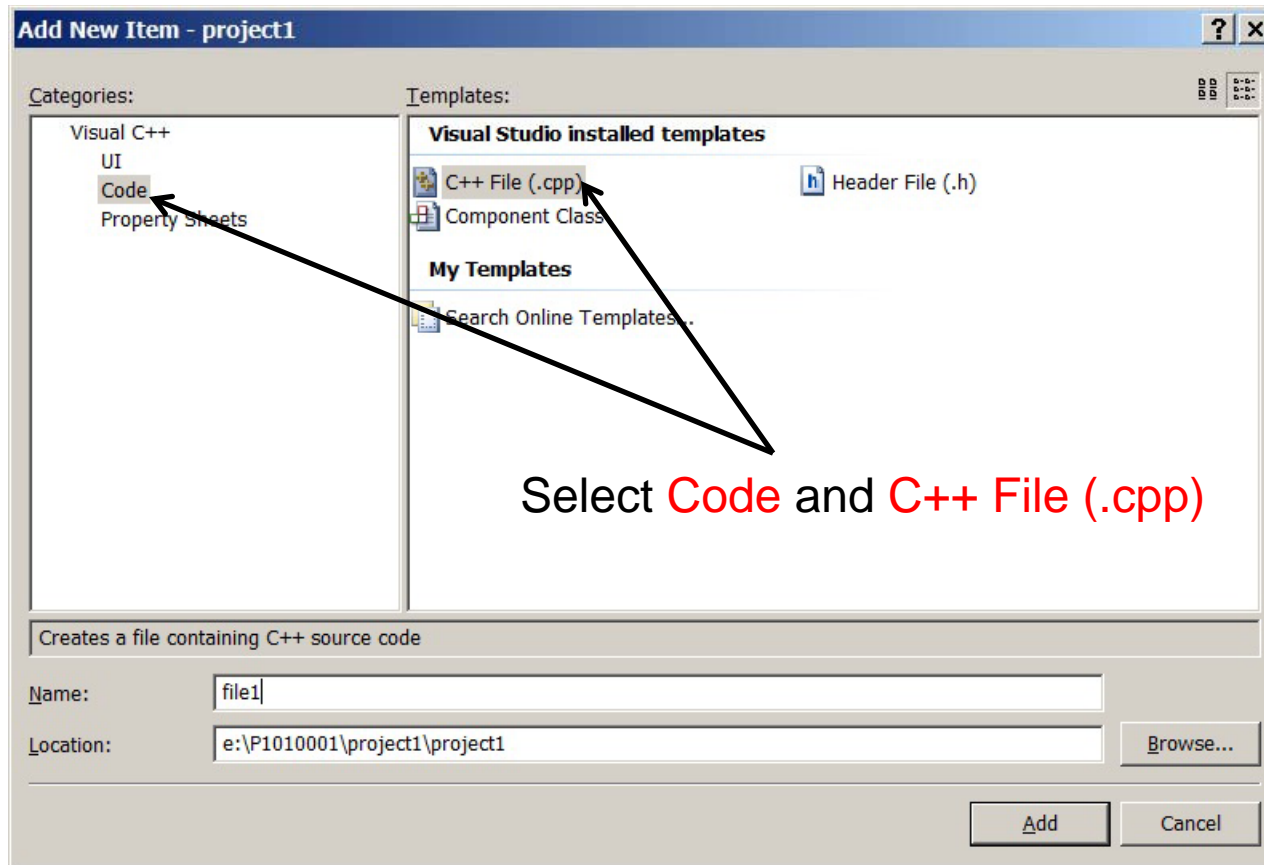 Add New Item - project1
Categories:
Templates:
Visual C++
UI
Code
Property Sheets
Visual Studio installed templates
C++ File (.cpp)
Header File (.h)
Component Class
My Templates
Search Online Templates...
Select Code and C++ File (.cpp)
Creates a file containing C++ source code
Name:
file1
Location:
e:\P1010001\project1\project1
Browse...
Add
Cancel